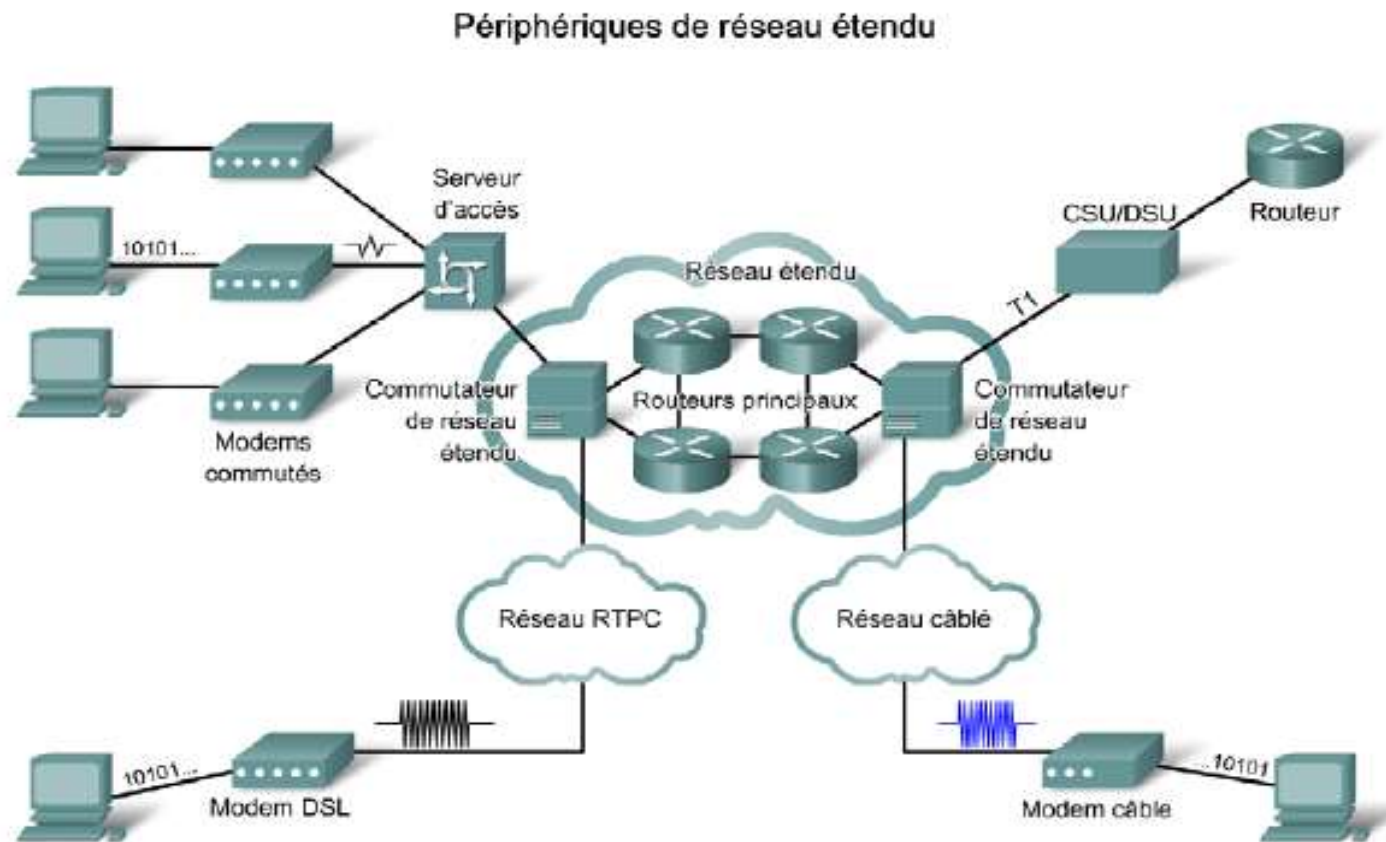 Périphériques de réseau étendu
Serveur
d'accès
10101...
Modems
commutés
CSU/DSU
Routeur
T1
Réseau étendu
Commutateur
de réseau
étendu
Routeurs principaux
Commutateur
de réseau
étendu
Réseau RTPC
Réseau câblé
10101...
Modem DSL
...10101
Modem câble